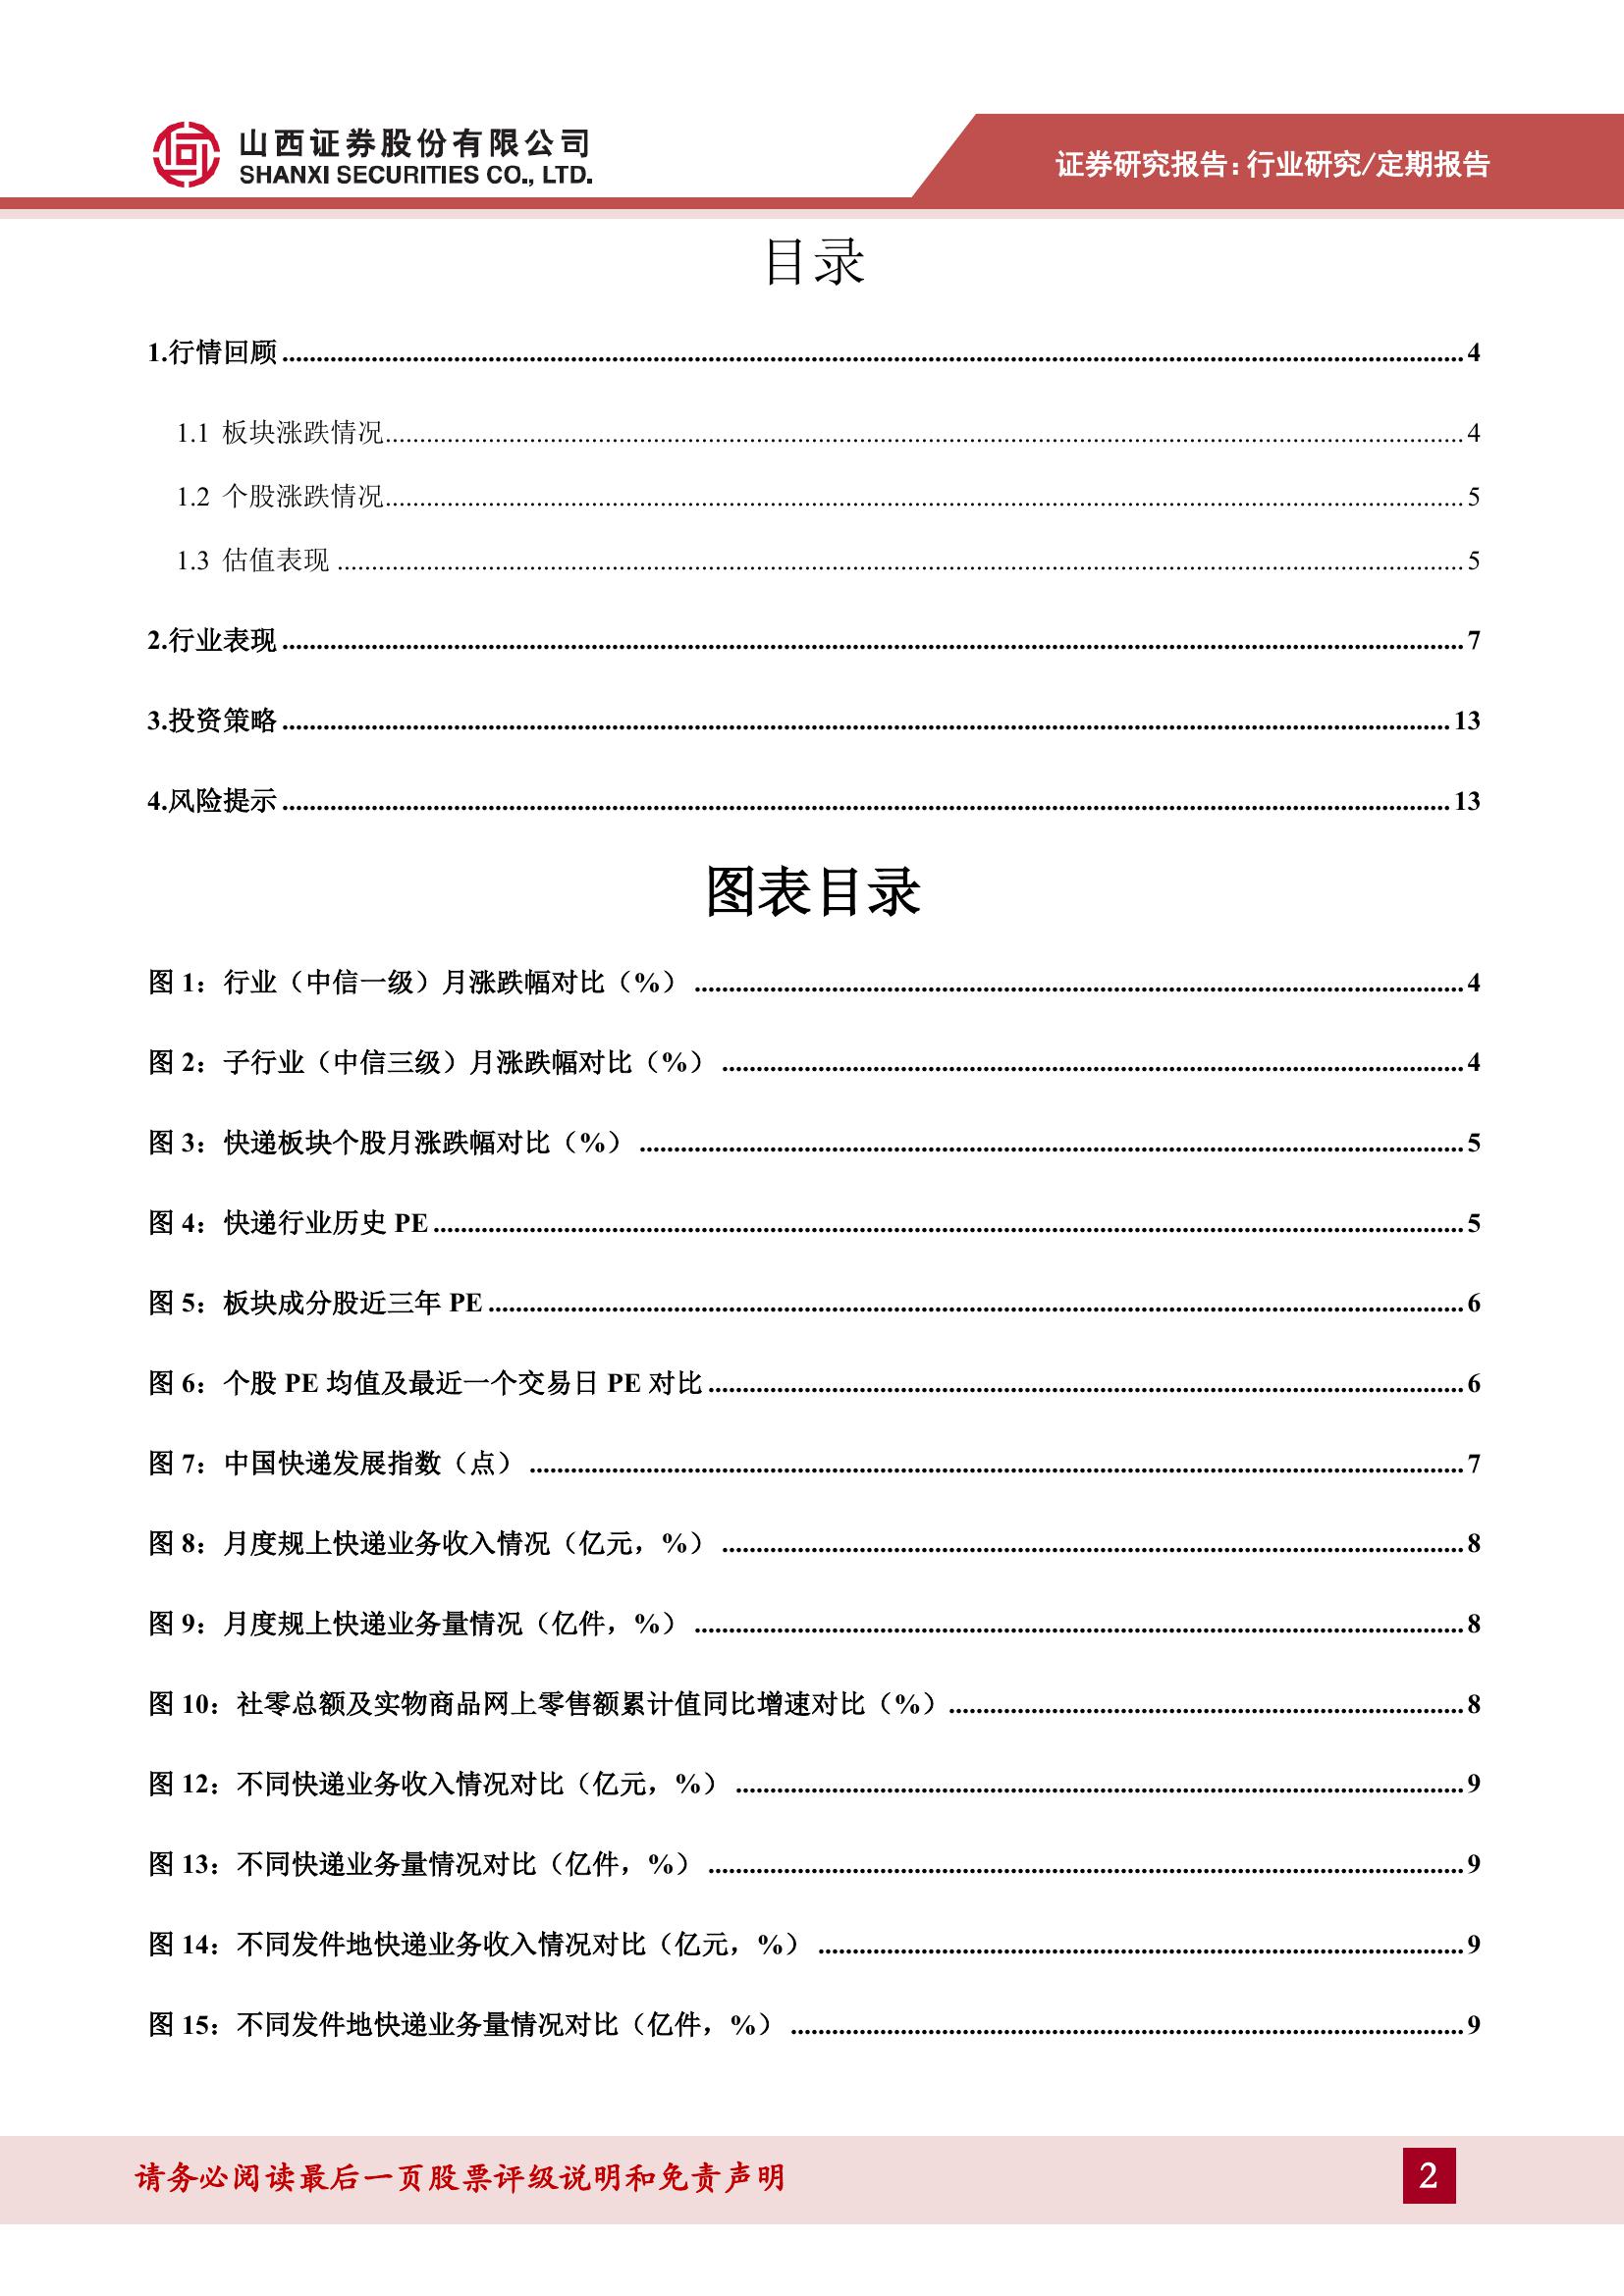 山西证券股份有限公司
SHANXI SECURITIES CO., LTD.
证券研究报告：行业研究/定期报告
目录
1.行情回顾........................................4
1.1 板块涨跌情况........................................4
1.2 个股涨跌情况........................................5
1.3 估值表现........................................5
2.行业表现........................................7
3.投资策略........................................13
4.风险提示........................................13
图表目录
图 1：行业（中信一级）月涨跌幅对比（%）........................................4
图 2：子行业（中信三级）月涨跌幅对比（%）........................................4
图 3：快递板块个股月涨跌幅对比（%）........................................5
图 4：快递行业历史 PE........................................5
图 5：板块成分股近三年 PE........................................6
图 6：个股 PE 均值及最近一个交易日 PE 对比........................................6
图 7：中国快递发展指数（点）........................................7
图 8：月度规上快递业务收入情况（亿元，%）........................................8
图 9：月度规上快递业务量情况（亿件，%）........................................8
图 10：社零总额及实物商品网上零售额累计值同比增速对比（%）........................................8
图 12：不同快递业务收入情况对比（亿元，%）........................................9
图 13：不同快递业务量情况对比（亿件，%）........................................9
图 14：不同发件地快递业务收入情况对比（亿元，%）........................................9
图 15：不同发件地快递业务量情况对比（亿件，%）........................................9
请务必阅读最后一页股票评级说明和免责声明
2